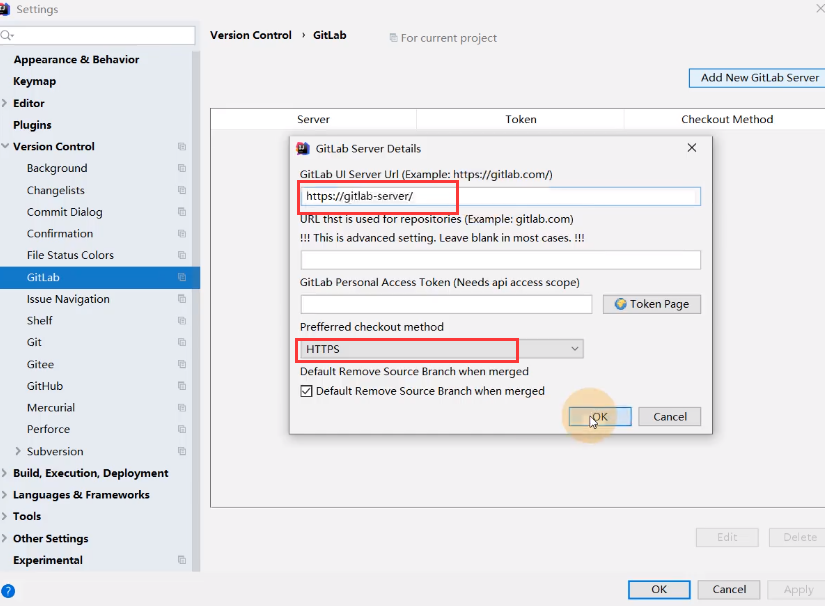 Settings
Version Control › GitLab
For current project
Appearance & Behavior
Keymap
Editor
Plugins
Version Control
Background
Changelists
Commit Dialog
Confirmation
File Status Colors
GitLab
Issue Navigation
Shelf
Git
Gitee
GitHub
Mercurial
Perforce
Subversion
Build, Execution, Deployment
Languages & Frameworks
Tools
Other Settings
Experimental
Add New GitLab Server
Server Token Checkout Method
GitLab Server Details
GitLab UI Server Url (Example: https://gitlab.com/)
https://gitlab-server/
URL thst is used for repositories (Example: gitlab.com)
!!! This is advanced setting. Leave blank in most cases. !!!
GitLab Personal Access Token (Needs api access scope)
Token Page
Prefferred checkout method
HTTPS
Default Remove Source Branch when merged
Default Remove Source Branch when merged
OK Cancel
Edit Delete
? OK Cancel Apply